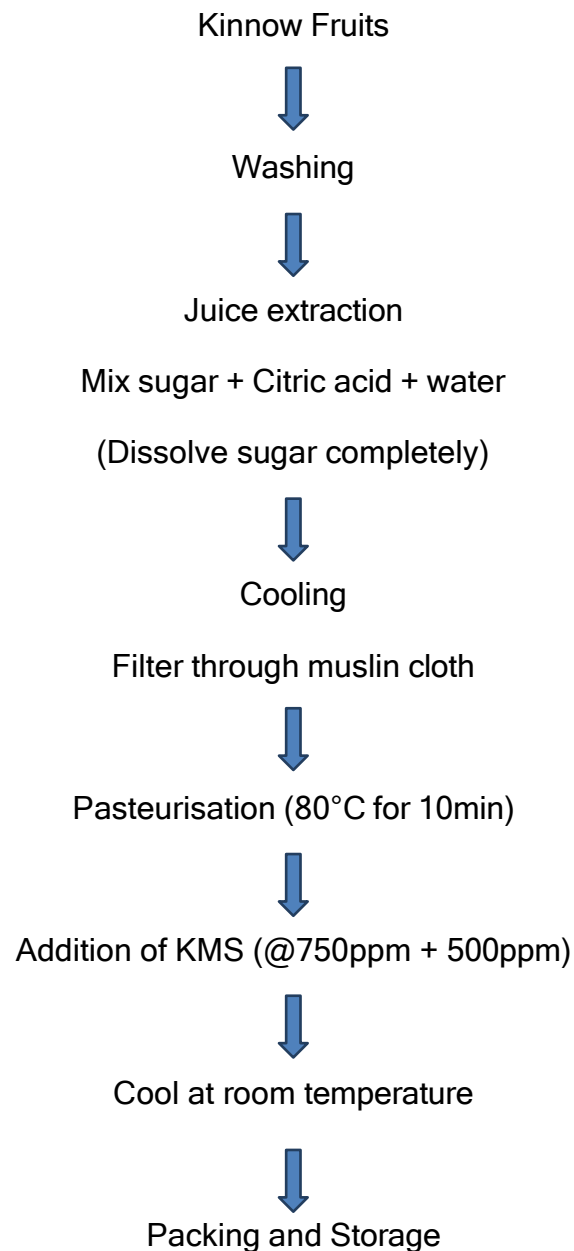 Kinnow Fruits
Washing
Juice extraction
Mix sugar + Citric acid + water
(Dissolve sugar completely)
Cooling
Filter through muslin cloth
Pasteurisation (80°C for 10min)
Addition of KMS (@750ppm + 500ppm)
Cool at room temperature
Packing and Storage